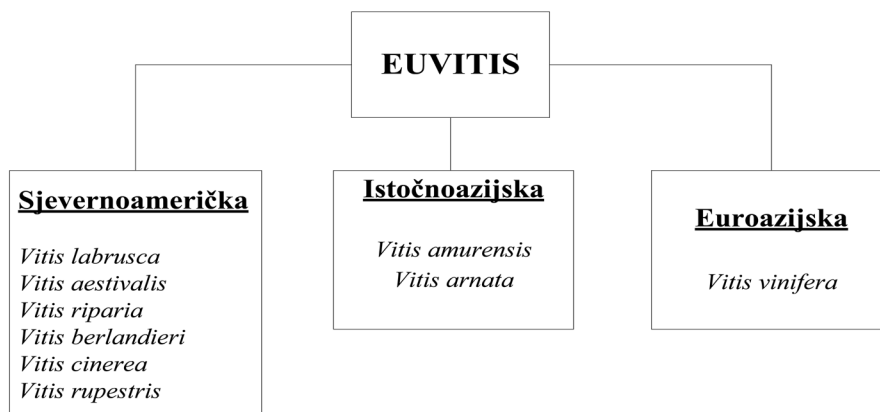 EUVITIS
Sjevernoamerička
Vitis labrusca
Vitis aestivalis
Vitis riparia
Vitis berlandieri
Vitis cinerea
Vitis rupestris
Istočnoazijska
Vitis amurensis
Vitis arnata
Euroazijska
Vitis vinifera